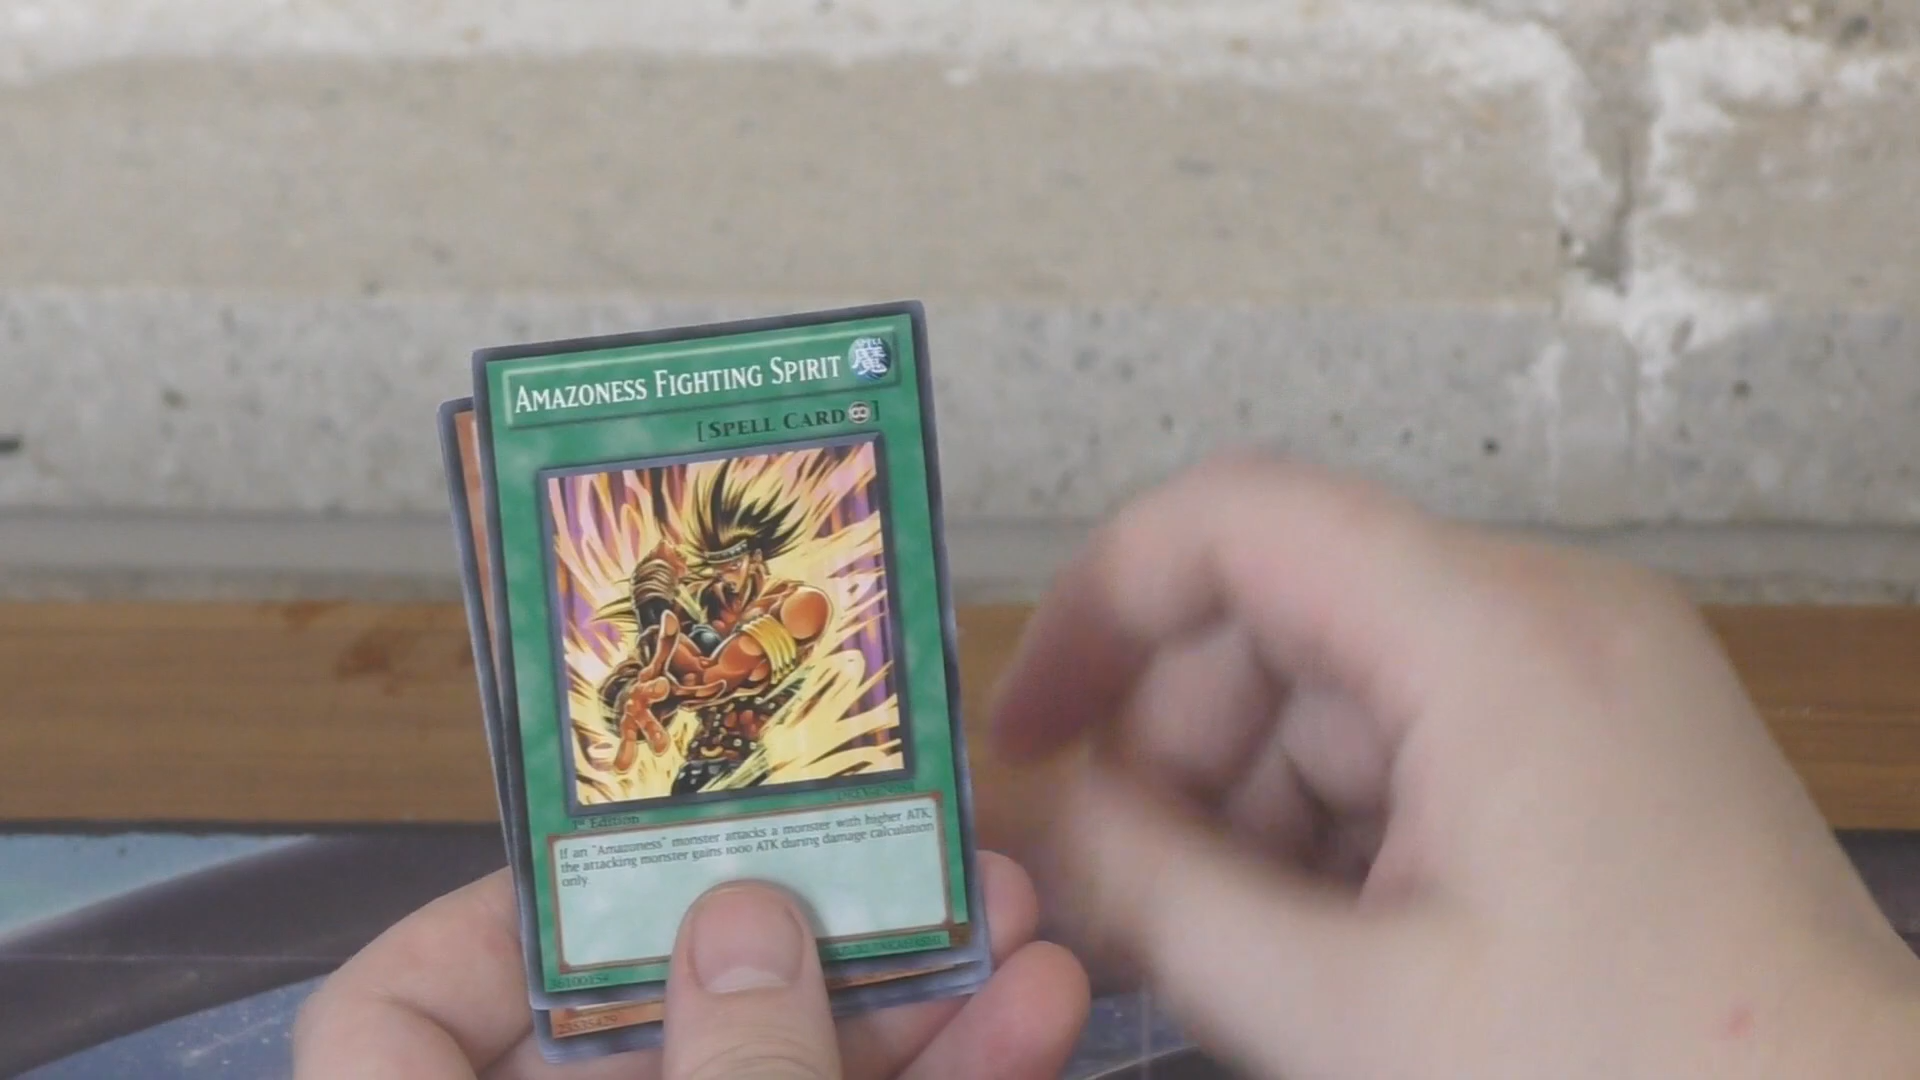 AMAZONESS FIGHTING SPIRIT
SPELL
魔
[SPELL CARD]
1st Edition
If an "Amazoness" monster attacks a monster with higher ATK,
the attacking monster gains 1000 ATK during damage calculation
only